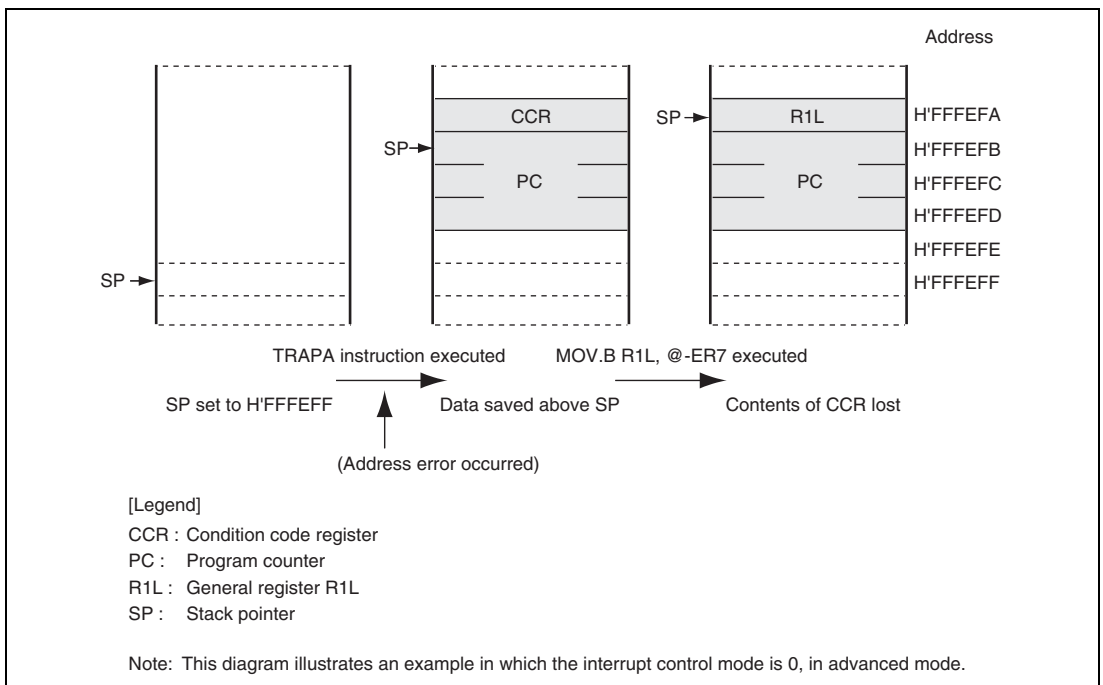 Address
CCR
SP
R1L
H'FFFEFA
SP
H'FFFEFB
PC
PC
H'FFFEFC
H'FFFEFD
H'FFFEFE
SP
H'FFFEFF
TRAPA instruction executed
MOV.B R1L, @-ER7 executed
SP set to H'FFFEFF
Data saved above SP
Contents of CCR lost
(Address error occurred)
[Legend]
CCR : Condition code register
PC : Program counter
R1L : General register R1L
SP : Stack pointer
Note: This diagram illustrates an example in which the interrupt control mode is 0, in advanced mode.